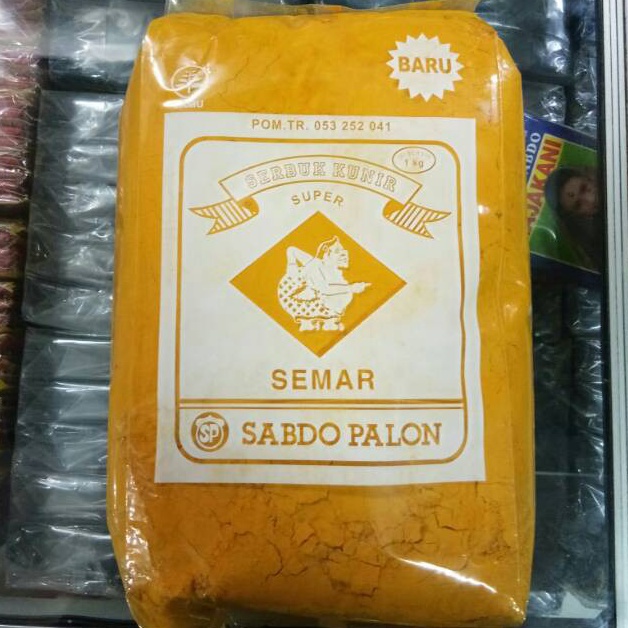 BARU
POM.TR. 053 252 041
1 kg
SERBUK KUNIR
SUPER
SEMAR
SP SABDO PALON